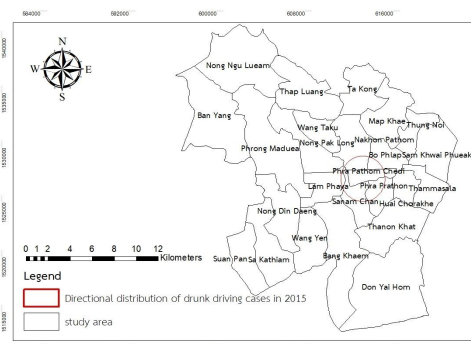 584000 592000 600000 608000 616000
1540000
1535000
1530000
1525000
1520000
1515000
N
W E
S
Nong Ngu Lueam
Thap Luang
Ta Kong
Ban Yang
Map Khae
Thung Noi
Wang Taku
Nong Pak Long
Nakhon Pathom
Phrong Maduea
Bo Phlap
Sam Khwai Phueak
Phra Pathom Chedi
Lam Phaya
Phra Prathon
Thammasala
Sanam Chan
Huai Chorakhe
Nong Din Daeng
Thanon Khat
Wang Yen
Bang Khaem
Suan Pan
Sa Kathiam
Don Yai Hom
0 1 2 4 6 8 10 12
Kilometers
Legend
Directional distribution of drunk driving cases in 2015
study area